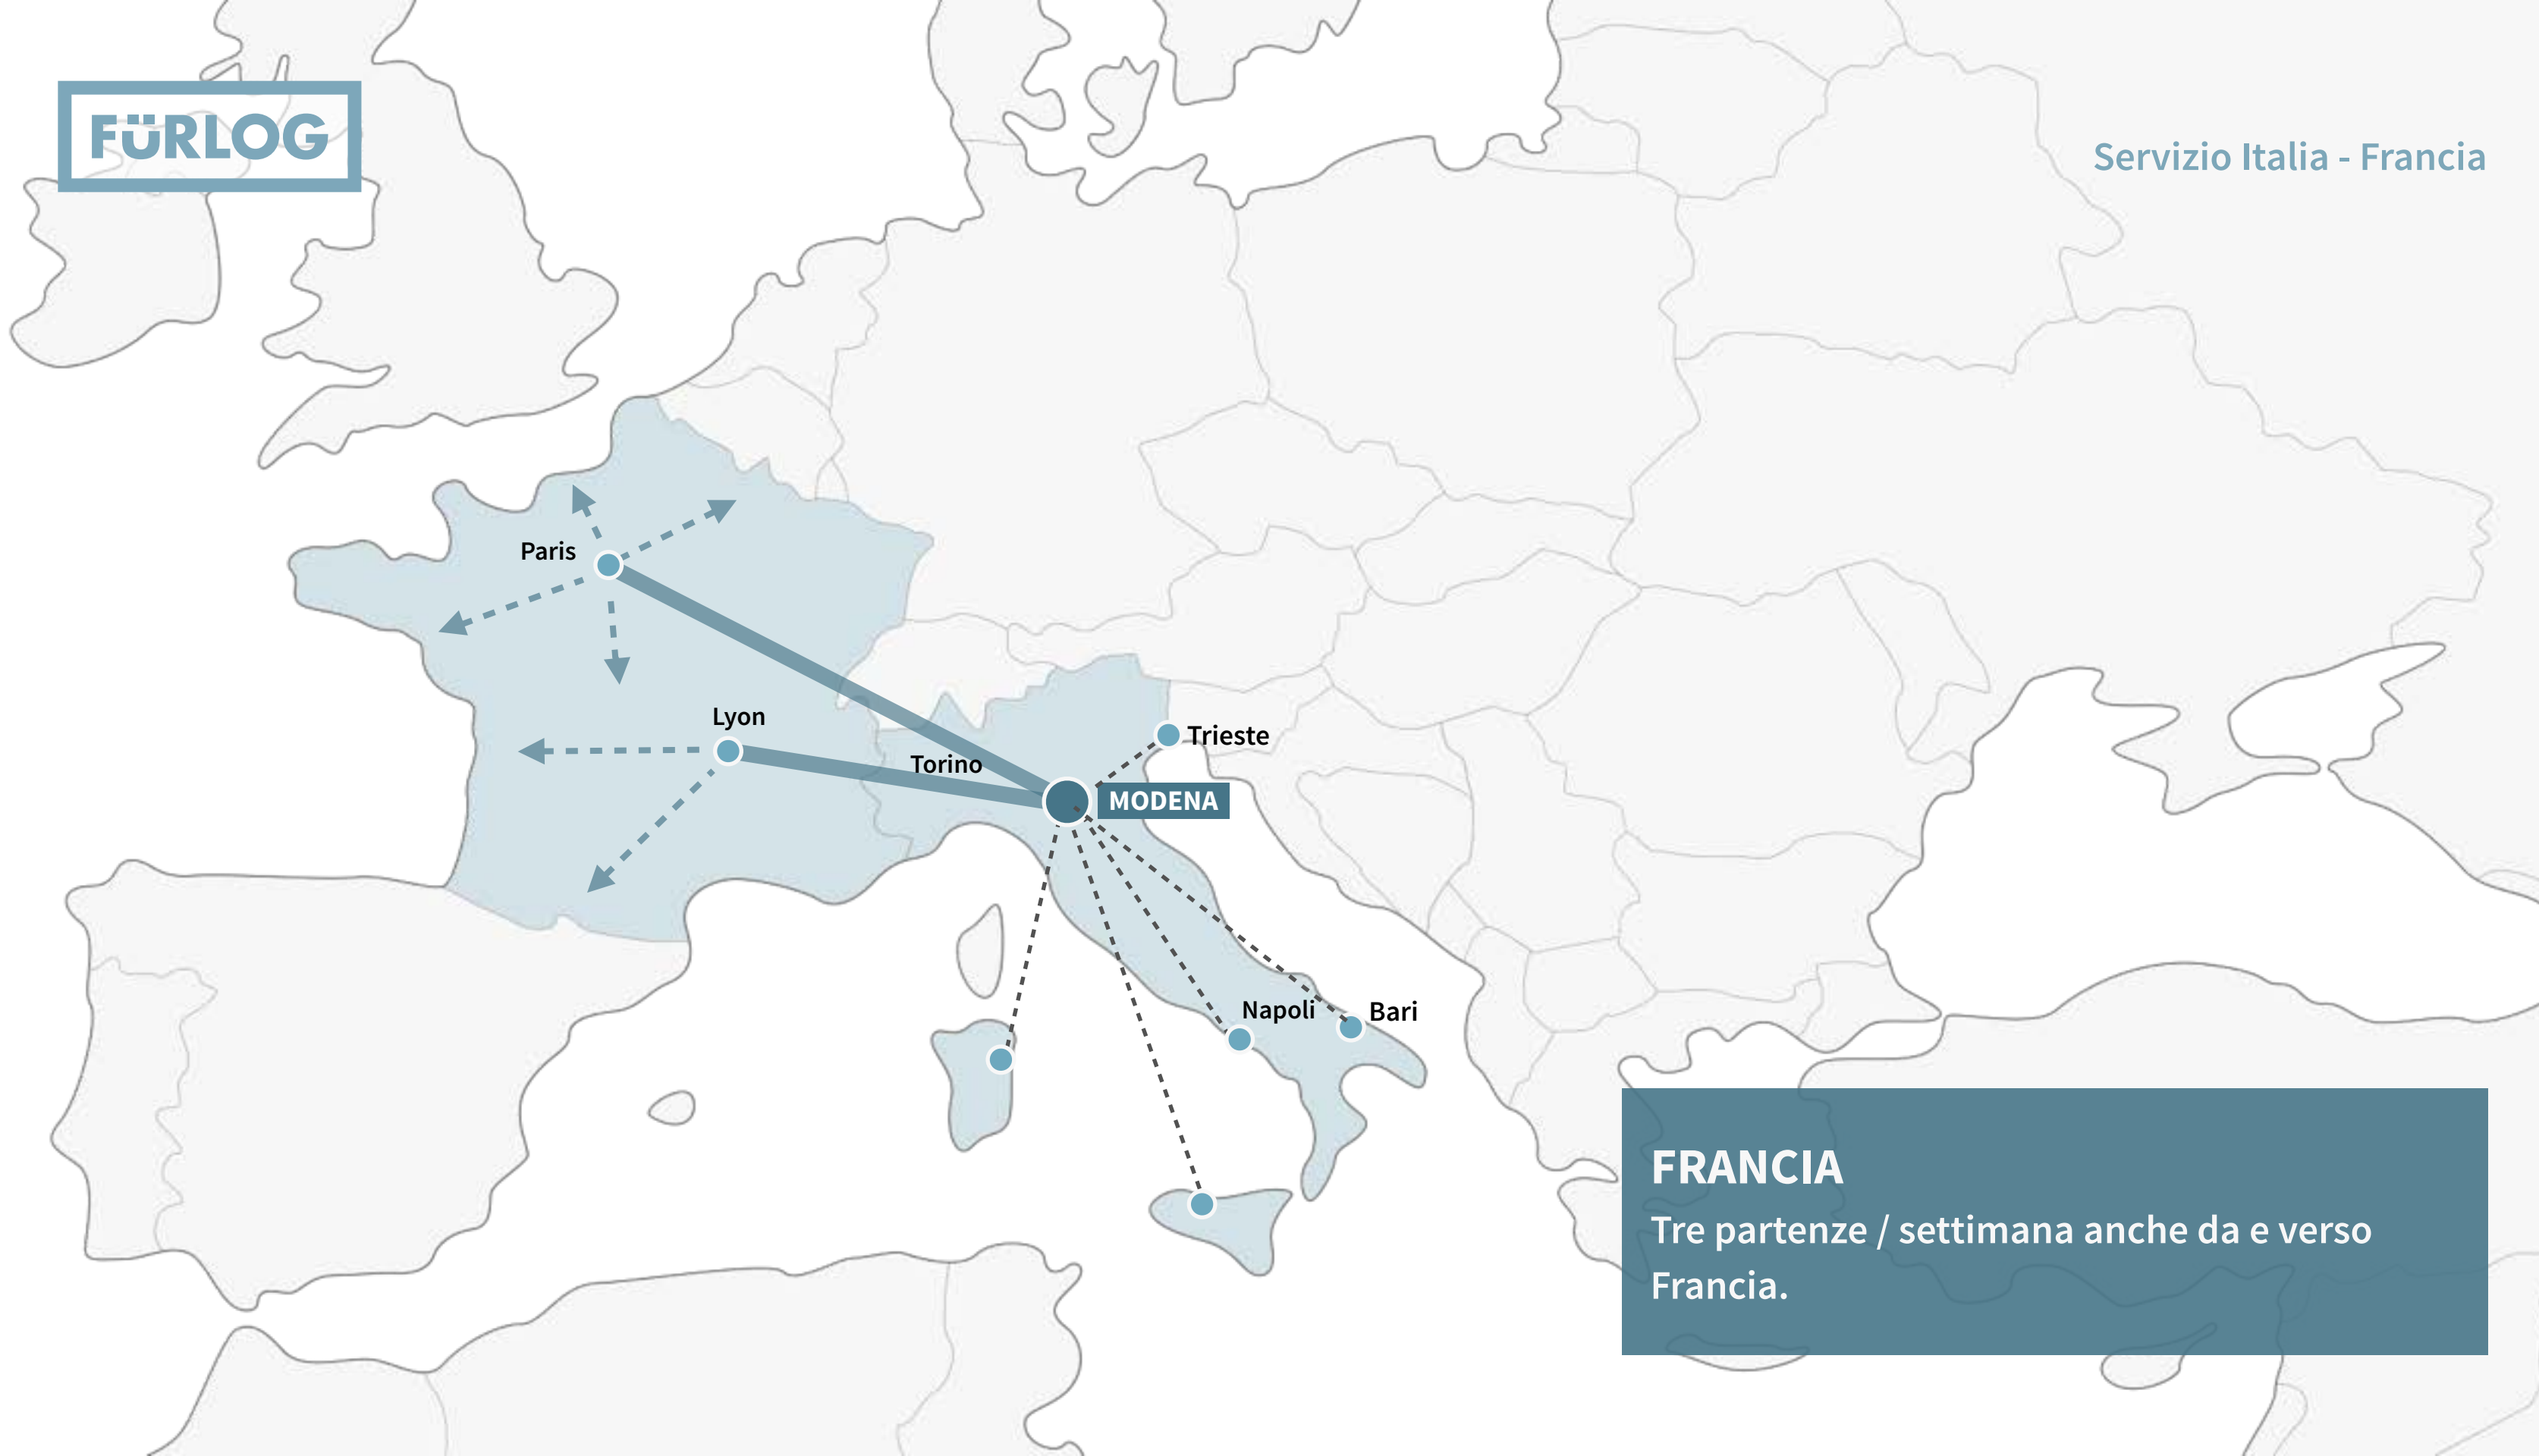 FÜRLOG
Servizio Italia - Francia
Paris
Lyon
Torino
Trieste
MODENA
Napoli
Bari
FRANCIA
Tre partenze / settimana anche da e verso
Francia.